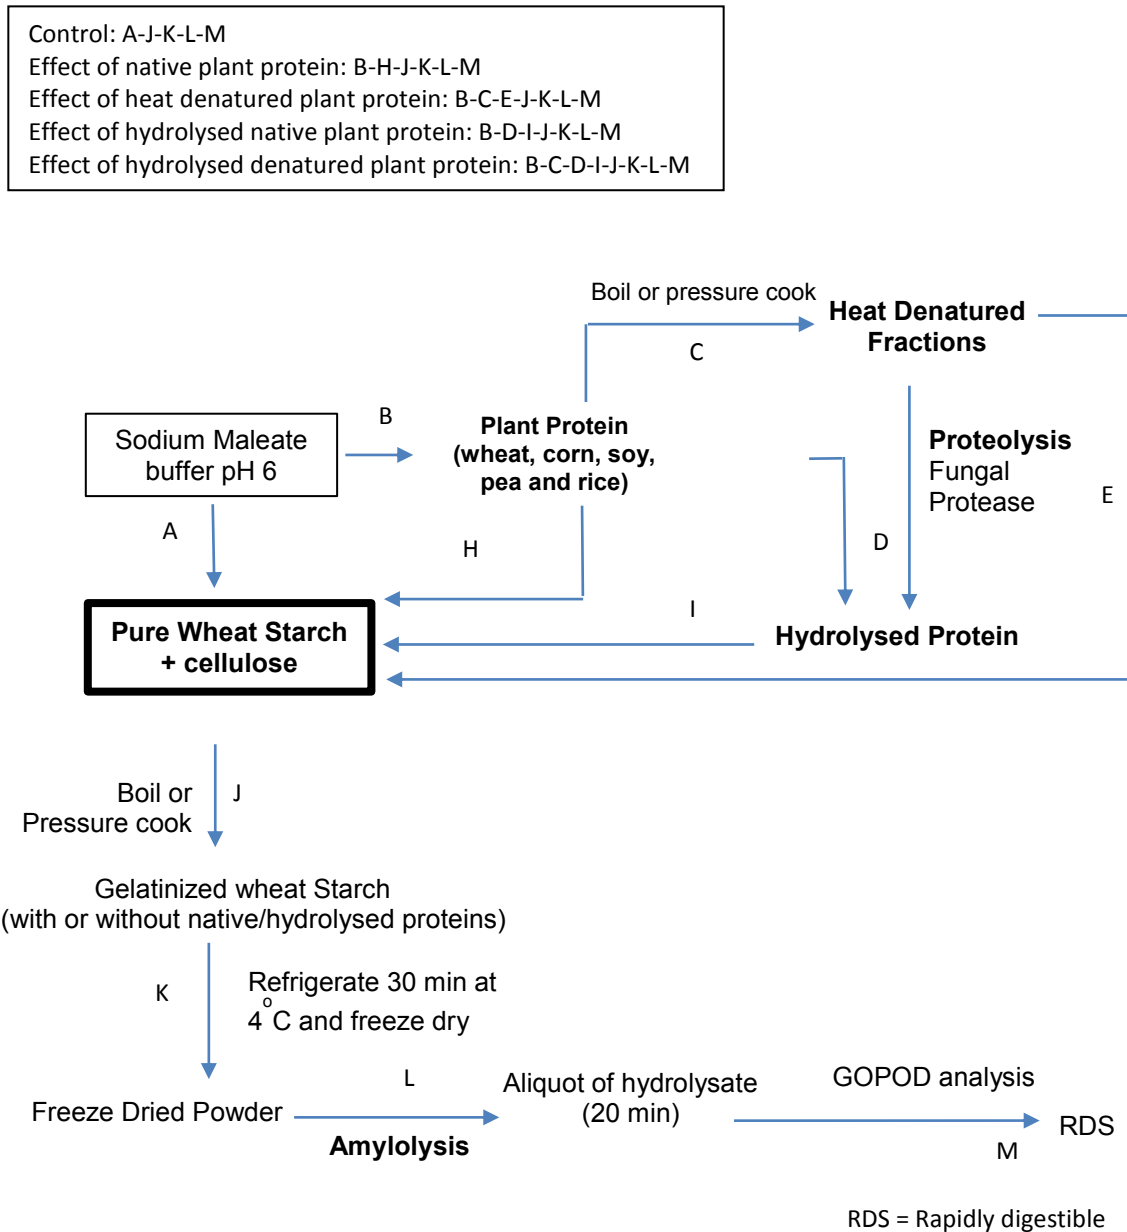 Control: A-J-K-L-M
Effect of native plant protein: B-H-J-K-L-M
Effect of heat denatured plant protein: B-C-E-J-K-L-M
Effect of hydrolysed native plant protein: B-D-I-J-K-L-M
Effect of hydrolysed denatured plant protein: B-C-D-I-J-K-L-M
Boil or pressure cook
C
Heat Denatured
Fractions
B
Sodium Maleate
buffer pH 6
Plant Protein
(wheat, corn, soy,
pea and rice)
Proteolysis
Fungal
Protease
E
A
H
D
I
Pure Wheat Starch
+ cellulose
Hydrolysed Protein
Boil or
Pressure cook
J
Gelatinized wheat Starch
(with or without native/hydrolysed proteins)
K
Refrigerate 30 min at
4°C and freeze dry
Freeze Dried Powder
L
Amylolysis
Aliquot of hydrolysate
(20 min)
GOPOD analysis
M
RDS
RDS = Rapidly digestible